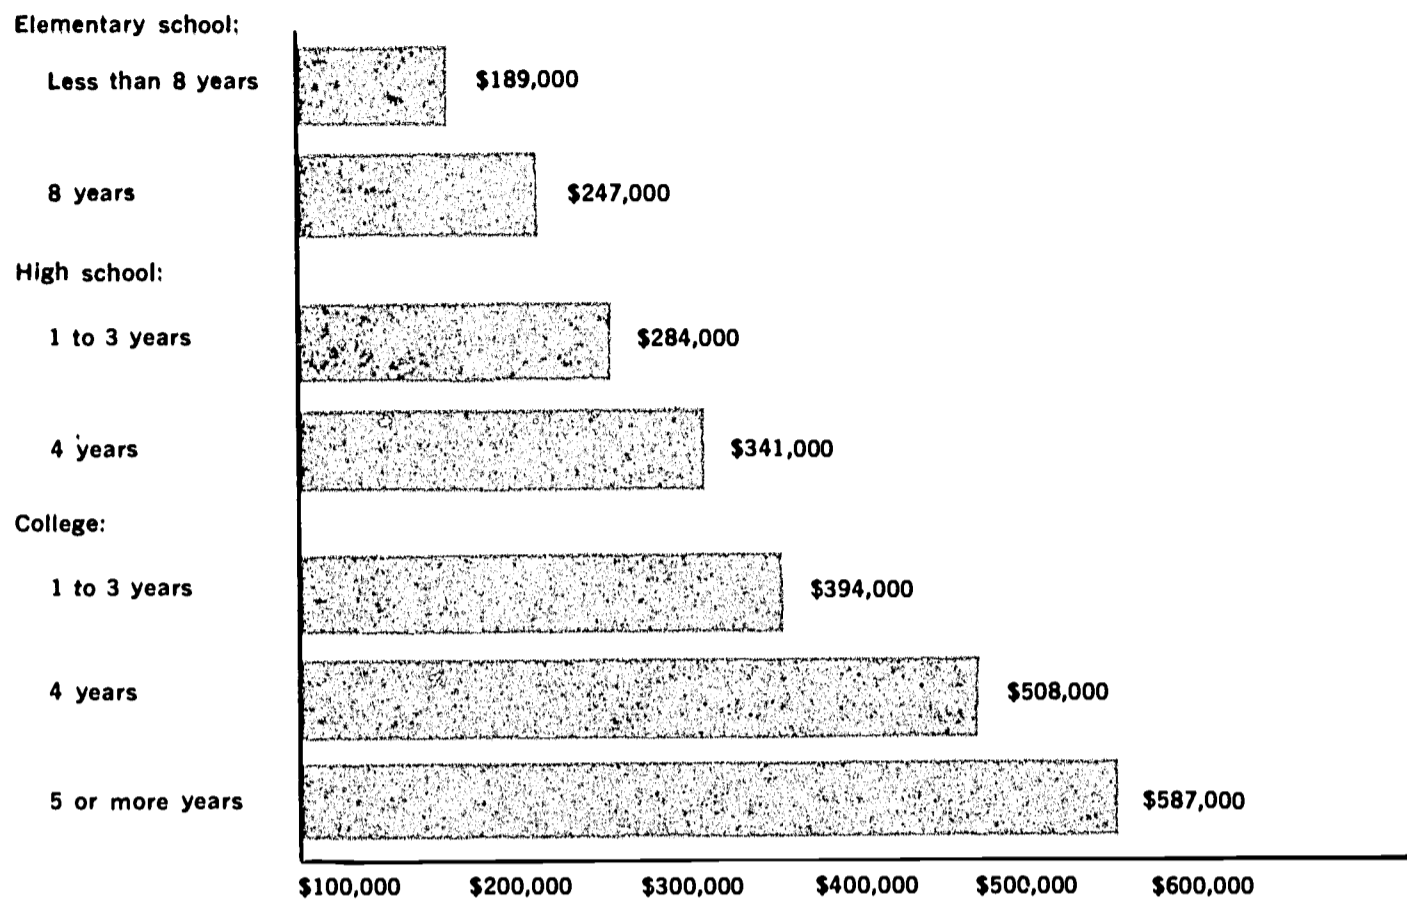 Elementary school:
Less than 8 years $189,000
8 years $247,000
High school:
1 to 3 years $284,000
4 years $341,000
College:
1 to 3 years $394,000
4 years $508,000
5 or more years $587,000
$100,000 $200,000 $300,000 $400,000 $500,000 $600,000